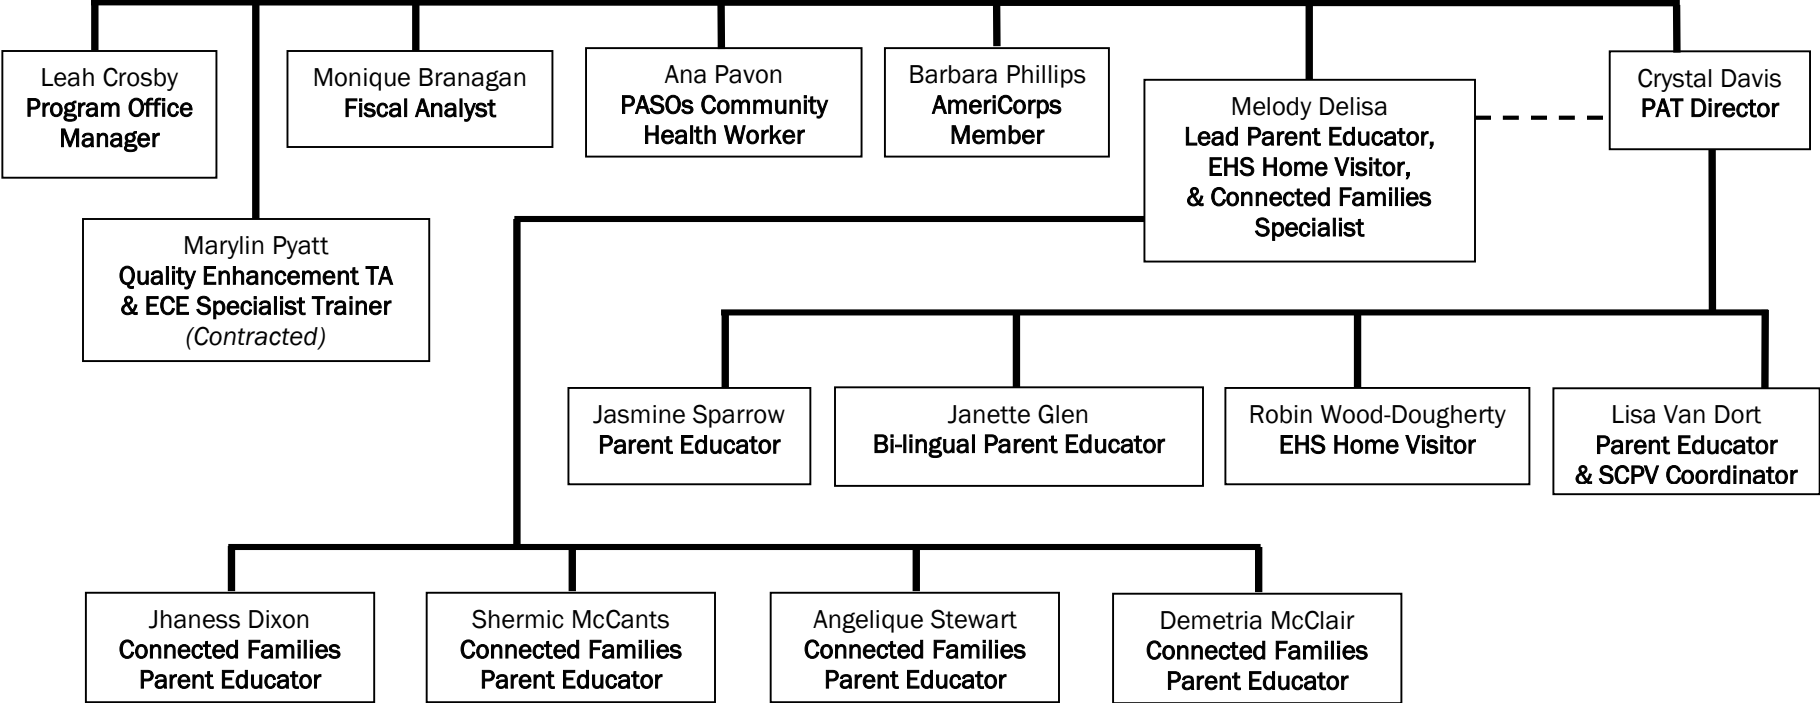 Leah Crosby
Program Office
Manager
Monique Branagan
Fiscal Analyst
Ana Pavon
PASOs Community
Health Worker
Barbara Phillips
AmeriCorps
Member
Melody Delisa
Lead Parent Educator,
EHS Home Visitor,
& Connected Families
Specialist
Crystal Davis
PAT Director
Marylin Pyatt
Quality Enhancement TA
& ECE Specialist Trainer
(Contracted)
Jasmine Sparrow
Parent Educator
Janette Glen
Bi-lingual Parent Educator
Robin Wood-Dougherty
EHS Home Visitor
Lisa Van Dort
Parent Educator
& SCPV Coordinator
Jhaness Dixon
Connected Families
Parent Educator
Shermic McCants
Connected Families
Parent Educator
Angelique Stewart
Connected Families
Parent Educator
Demetria McClair
Connected Families
Parent Educator